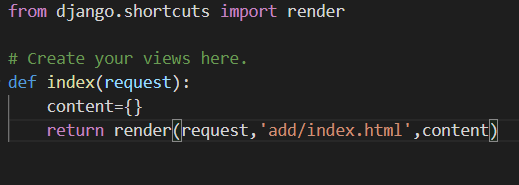 from django.shortcuts import render
# Create your views here.
def index(request):
    content={}
    return render(request,'add/index.html',content)